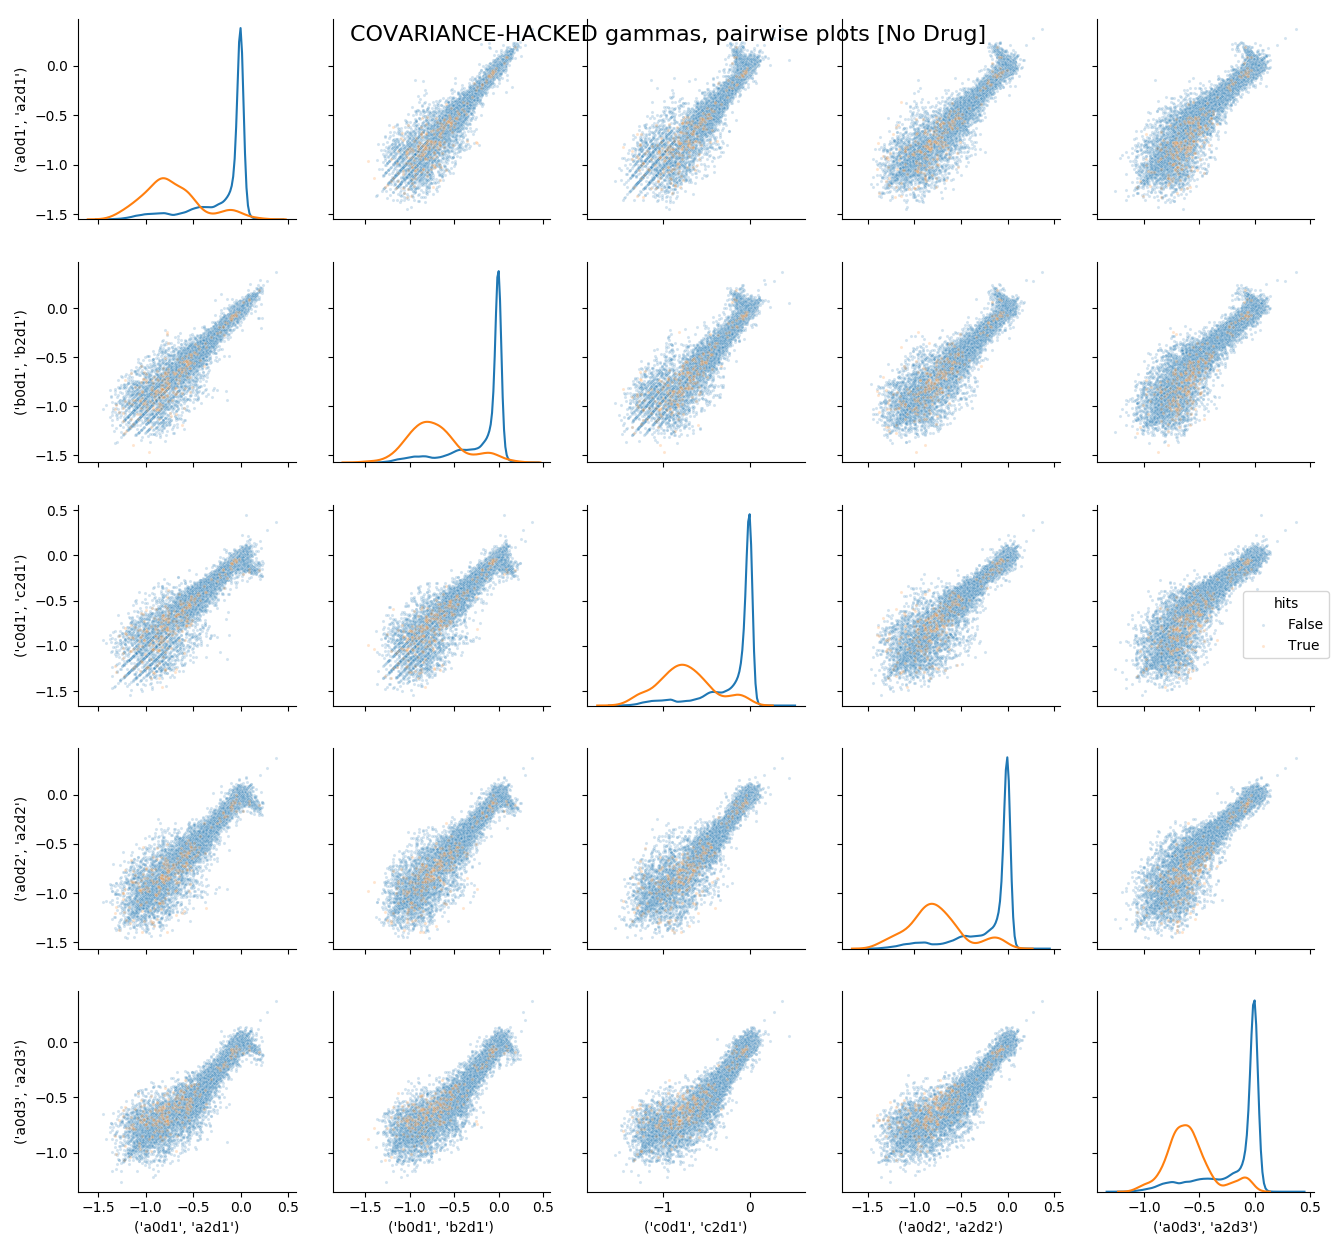 COVARIANCE-HACKED gammas, pairwise plots [No Drug]
('a0d1', 'a2d1')
0.0
−0.5
−1.0
−1.5
('b0d1', 'b2d1')
0.0
−0.5
−1.0
−1.5
('c0d1', 'c2d1')
0.5
0.0
−0.5
−1.0
−1.5
hits
False
True
('a0d2', 'a2d2')
0.0
−0.5
−1.0
−1.5
('a0d3', 'a2d3')
0.0
−0.5
−1.0
−1.5 −1.0 −0.5 0.0 0.5 −1.5 −1.0 −0.5 0.0 0.5 −1 0 −1.5 −1.0 −0.5 0.0 0.5 −1.0 −0.5 0.0 0.5
('a0d1', 'a2d1') ('b0d1', 'b2d1') ('c0d1', 'c2d1') ('a0d2', 'a2d2') ('a0d3', 'a2d3')